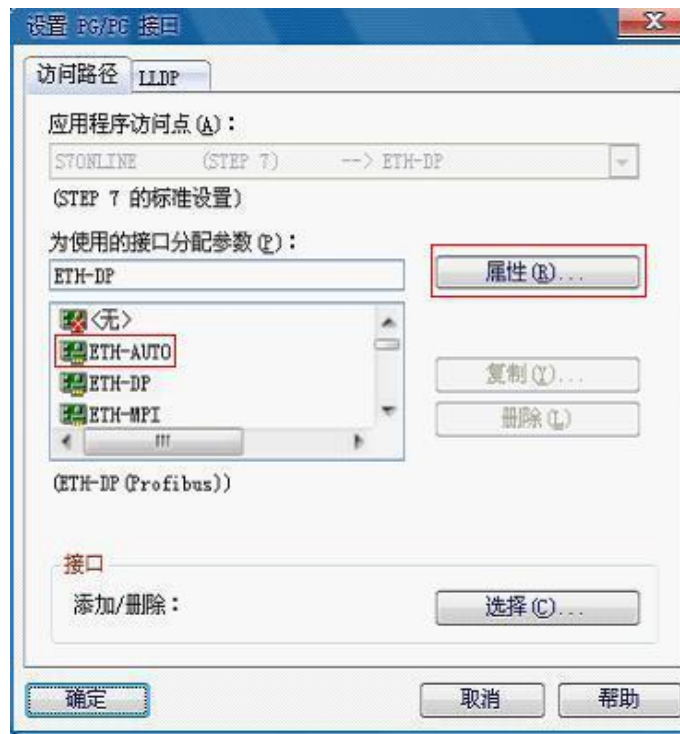 设置 PG/PC 接口
访问路径
LLDP
应用程序访问点(A):
S7ONLINE (STEP 7) --> ETH-DP
(STEP 7 的标准设置)
为使用的接口分配参数(P):
ETH-DP
属性(R)...
<无>
ETH-AUTO
ETH-DP
ETH-MPI
复制(Y)...
删除(L)
(ETH-DP(Profibus))
接口
添加/删除:
选择(C)...
确定
取消
帮助